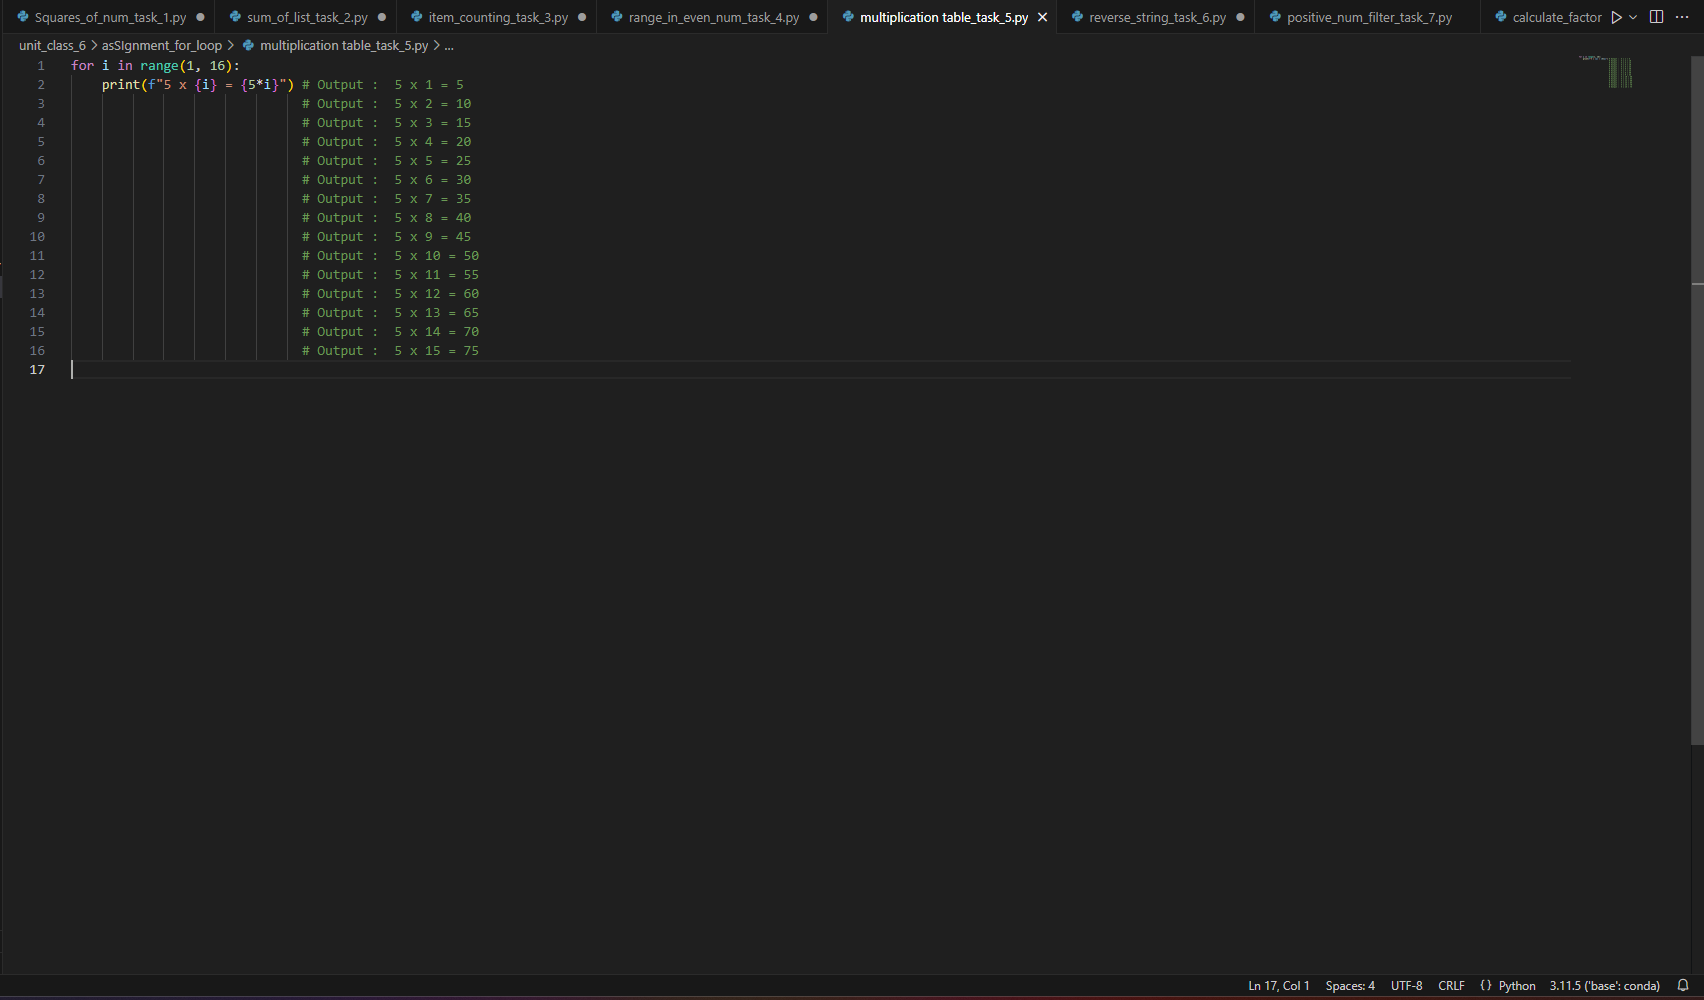 Squares_of_num_task_1.py sum_of_list_task_2.py item_counting_task_3.py range_in_even_num_task_4.py multiplication table_task_5.py reverse_string_task_6.py positive_num_filter_task_7.py calculate_factor
unit_class_6 > asSIgnment_for_loop > multiplication table_task_5.py > ...
1 for i in range(1, 16):
2 print(f"5 x {i} = {5*i}") # Output : 5 x 1 = 5
3 # Output : 5 x 2 = 10
4 # Output : 5 x 3 = 15
5 # Output : 5 x 4 = 20
6 # Output : 5 x 5 = 25
7 # Output : 5 x 6 = 30
8 # Output : 5 x 7 = 35
9 # Output : 5 x 8 = 40
10 # Output : 5 x 9 = 45
11 # Output : 5 x 10 = 50
12 # Output : 5 x 11 = 55
13 # Output : 5 x 12 = 60
14 # Output : 5 x 13 = 65
15 # Output : 5 x 14 = 70
16 # Output : 5 x 15 = 75
17
Ln 17, Col 1 Spaces: 4 UTF-8 CRLF {} Python 3.11.5 ('base': conda)